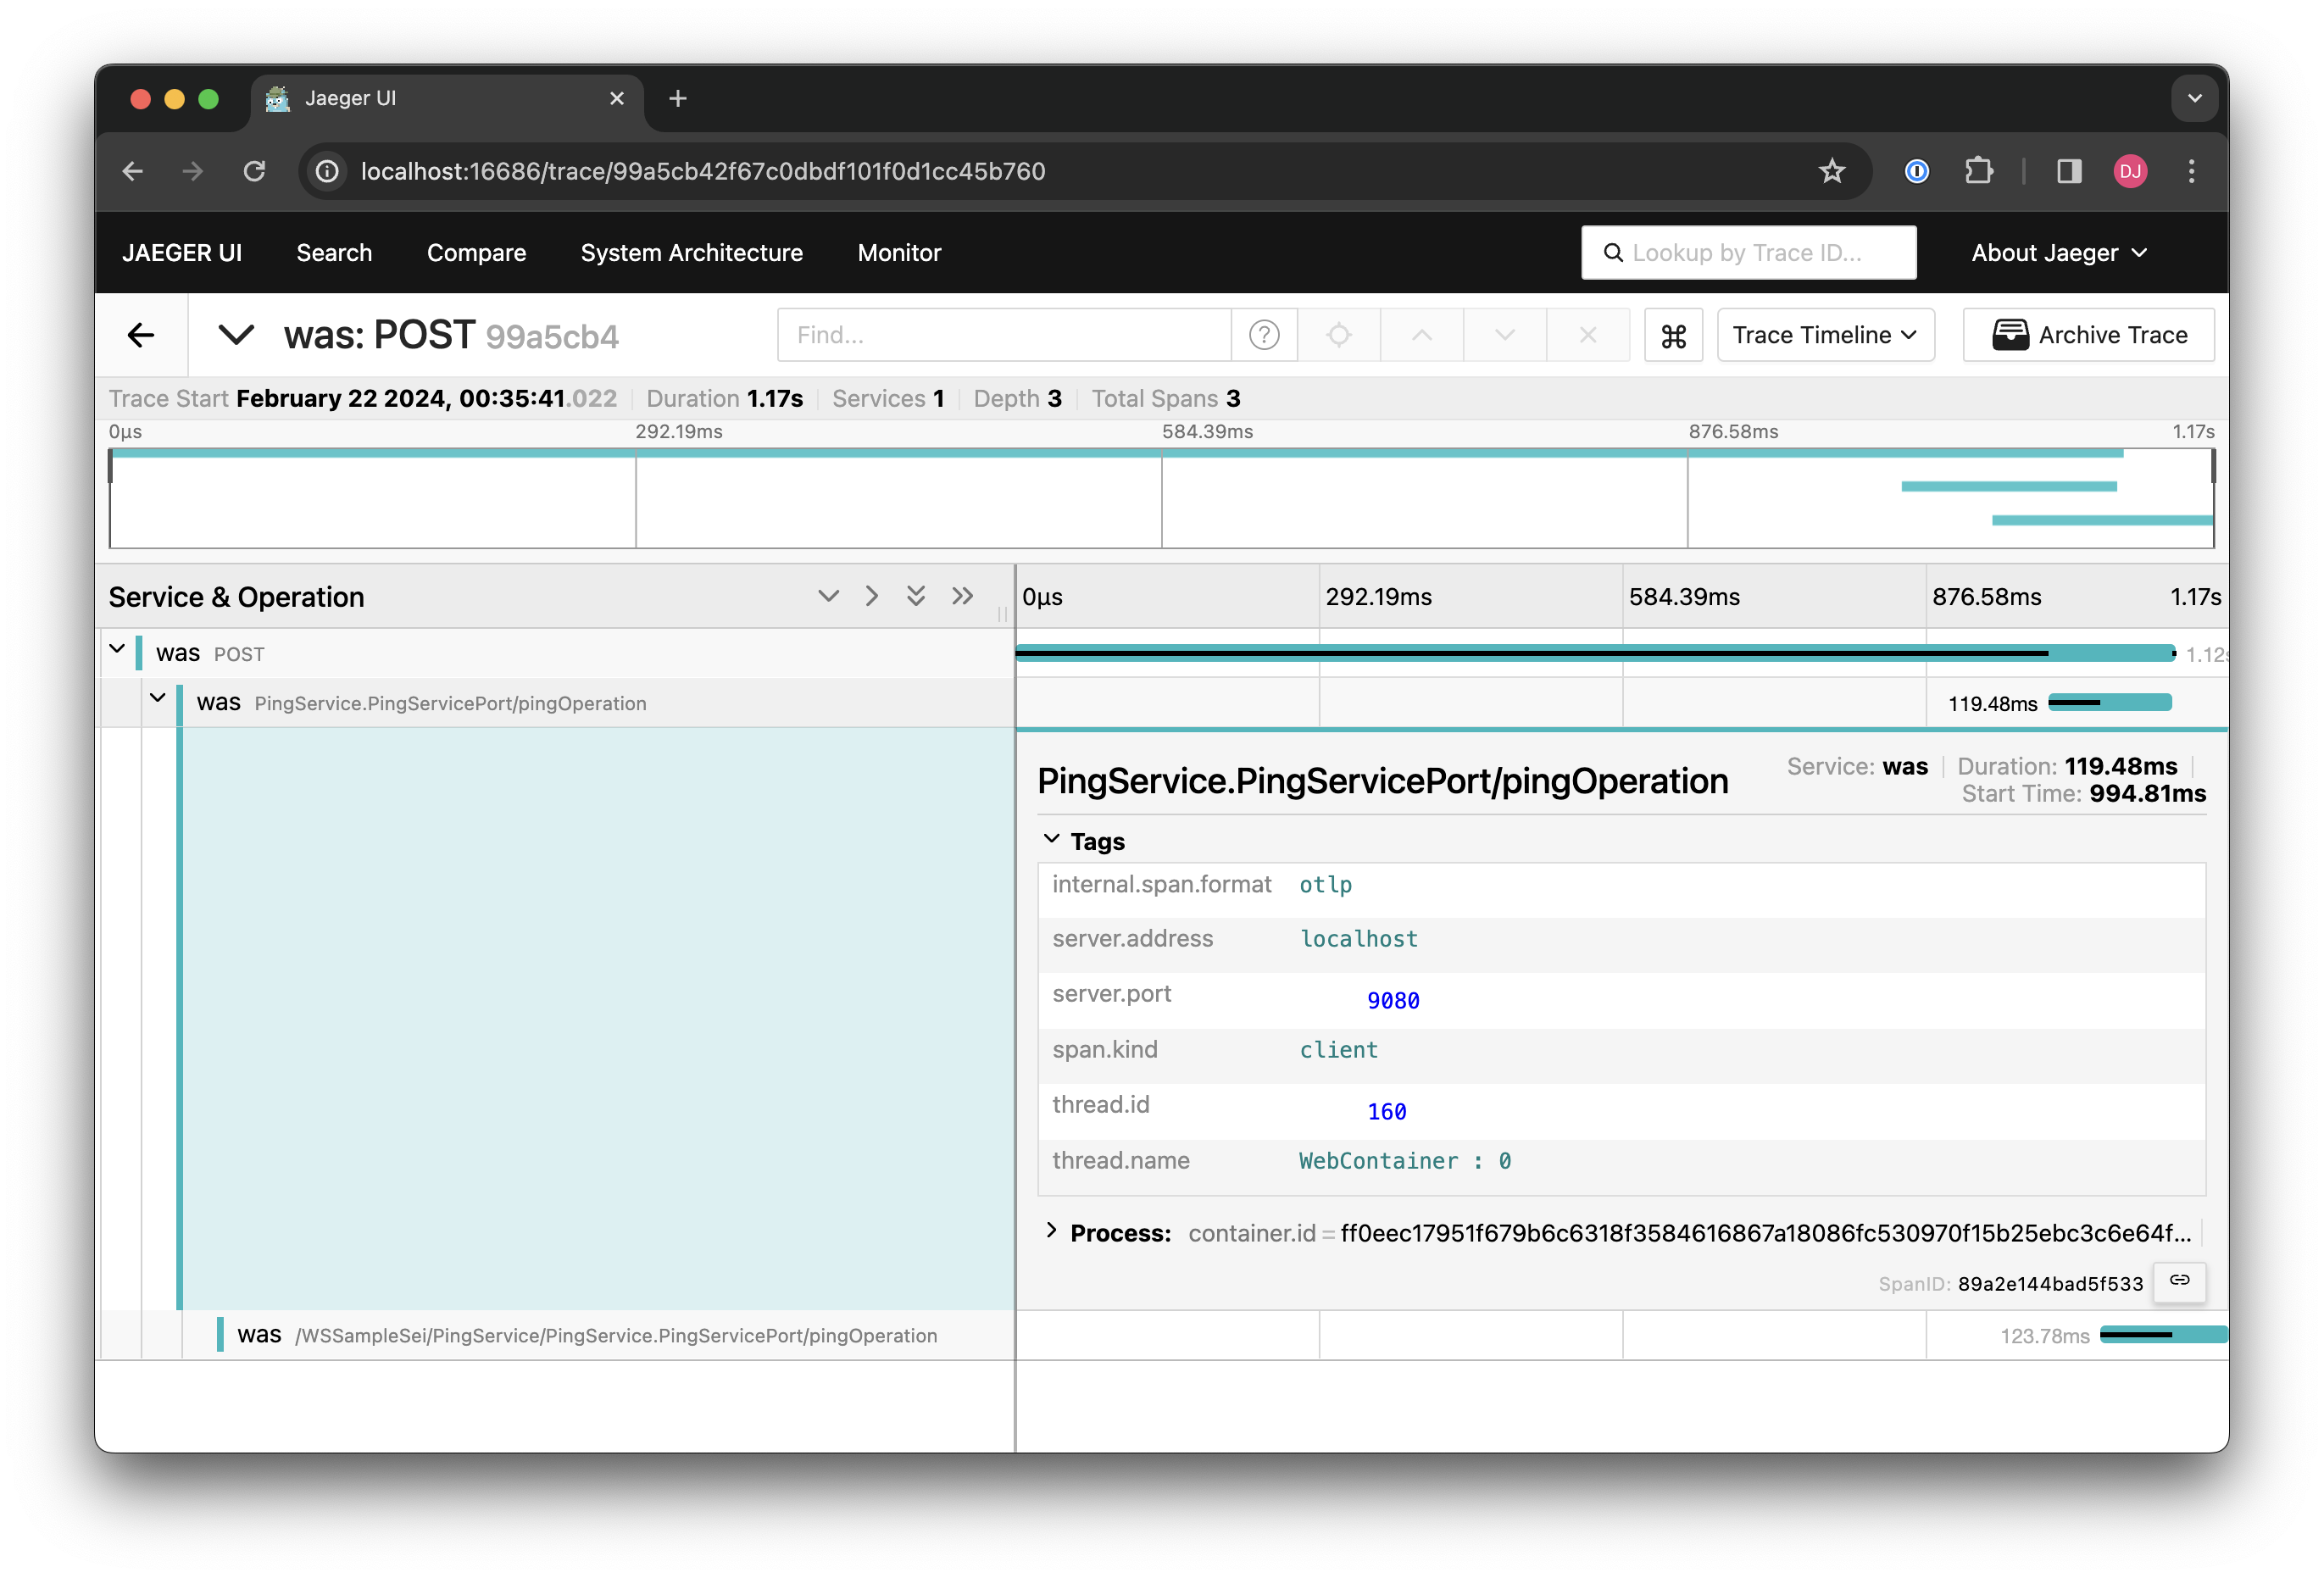 Jaeger UI
localhost:16686/trace/99a5cb42f67c0dbdf101f0d1cc45b760
DJ
JAEGER UI Search Compare System Architecture Monitor Lookup by Trace ID... About Jaeger
was: POST 99a5cb4 Find... ? ⌘ Trace Timeline Archive Trace
Trace Start February 22 2024, 00:35:41.022 Duration 1.17s Services 1 Depth 3 Total Spans 3
0μs 292.19ms 584.39ms 876.58ms 1.17s
Service & Operation 0μs 292.19ms 584.39ms 876.58ms 1.17s
was POST 1.12s
was PingService.PingServicePort/pingOperation 119.48ms
PingService.PingServicePort/pingOperation Service: was Duration: 119.48ms
Start Time: 994.81ms
Tags
internal.span.format otlp
server.address localhost
server.port 9080
span.kind client
thread.id 160
thread.name WebContainer : 0
Process: container.id = ff0eec17951f679b6c6318f3584616867a18086fc530970f15b25ebc3c6e64f...
SpanID: 89a2e144bad5f533
was /WSSampleSei/PingService/PingService.PingServicePort/pingOperation 123.78ms